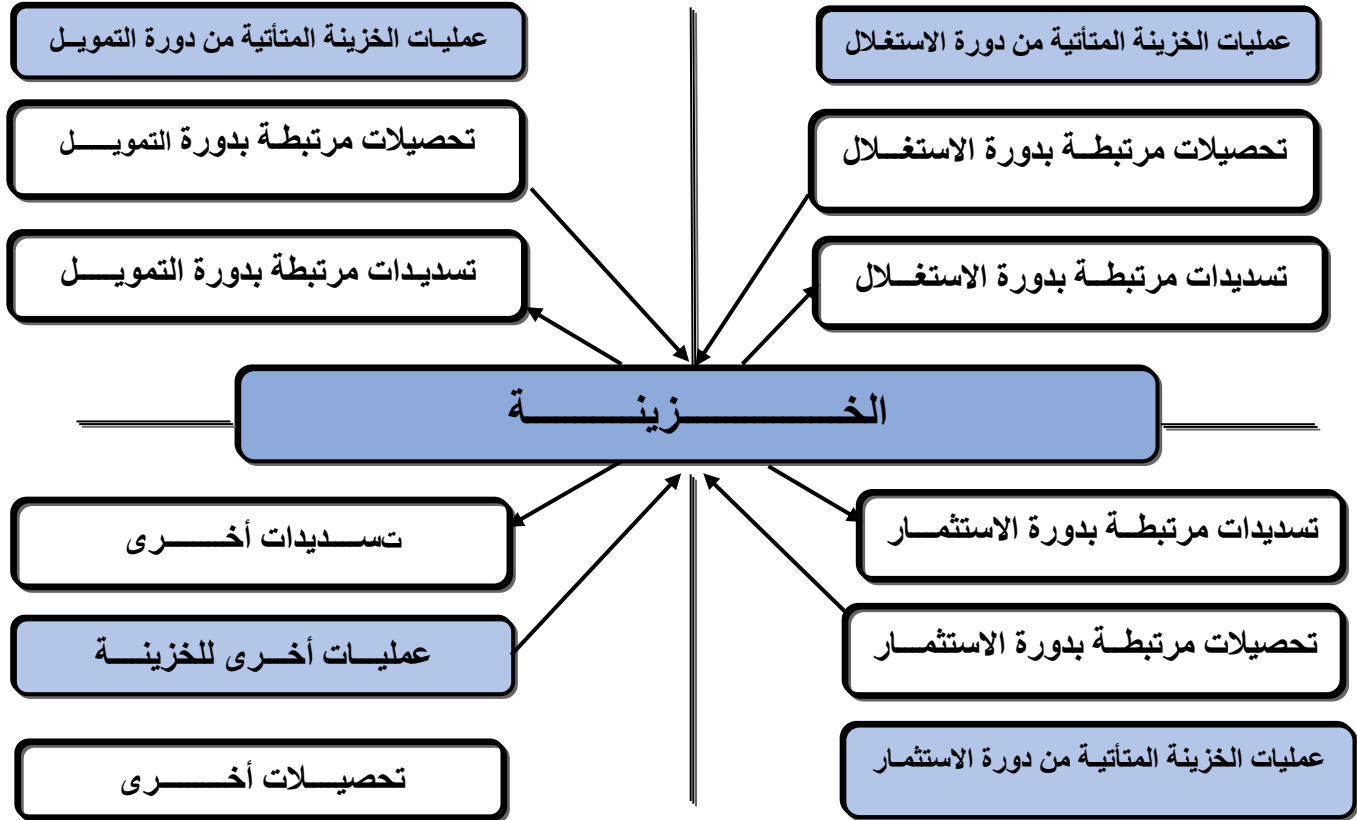 عمليات الخزينة المتأتية من دورة الاستغلال
تحصيلات مرتبطة بدورة الاستغلال
تسديدات مرتبطة بدورة الاستغلال
عمليات الخزينة المتأتية من دورة التمويل
تحصيلات مرتبطة بدورة التمويل
تسديدات مرتبطة بدورة التمويل
الخزينة
تسديدات مرتبطة بدورة الاستثمار
تحصيلات مرتبطة بدورة الاستثمار
عمليات الخزينة المتأتية من دورة الاستثمار
تسديدات أخرى
عمليات أخرى للخزينة
تحصيلات أخرى